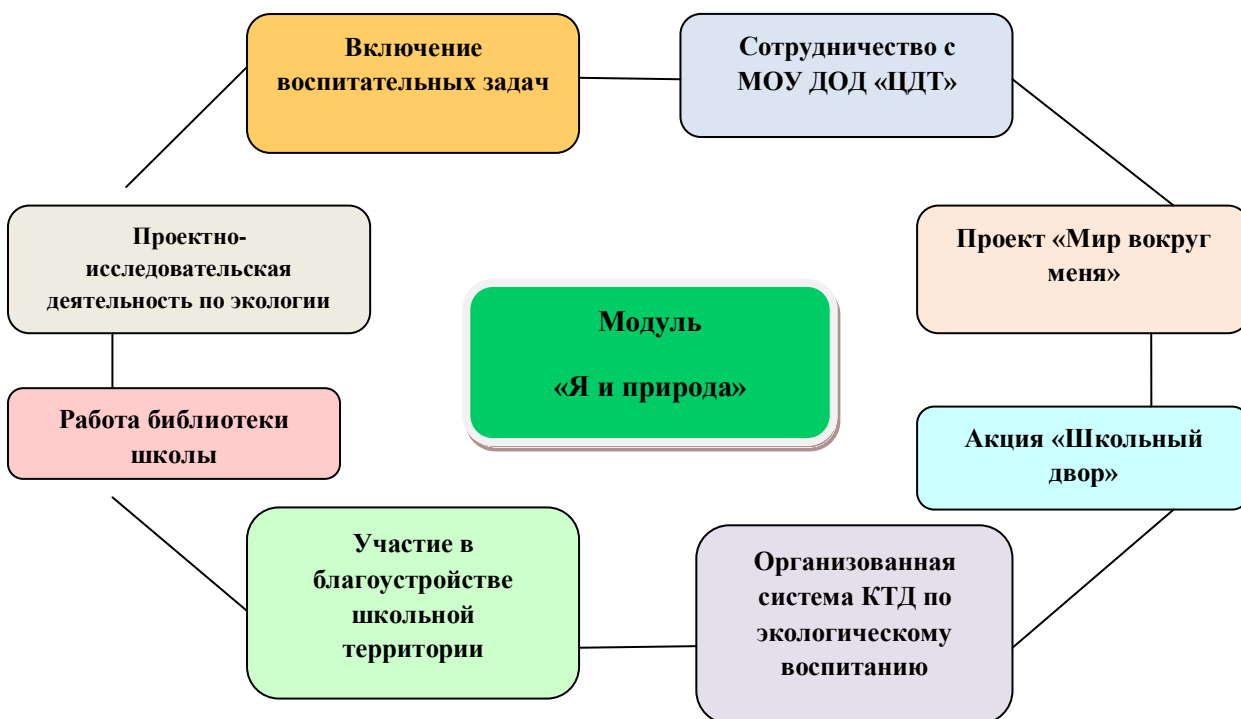 Включение
воспитательных задач
Сотрудничество с
МОУ ДОД «ЦДТ»
Проектно-
исследовательская
деятельность по экологии
Проект «Мир вокруг
меня»
Модуль
«Я и природа»
Работа библиотеки
школы
Акция «Школьный
двор»
Участие в
благоустройстве
школьной
территории
Организованная
система КТД по
экологическому
воспитанию